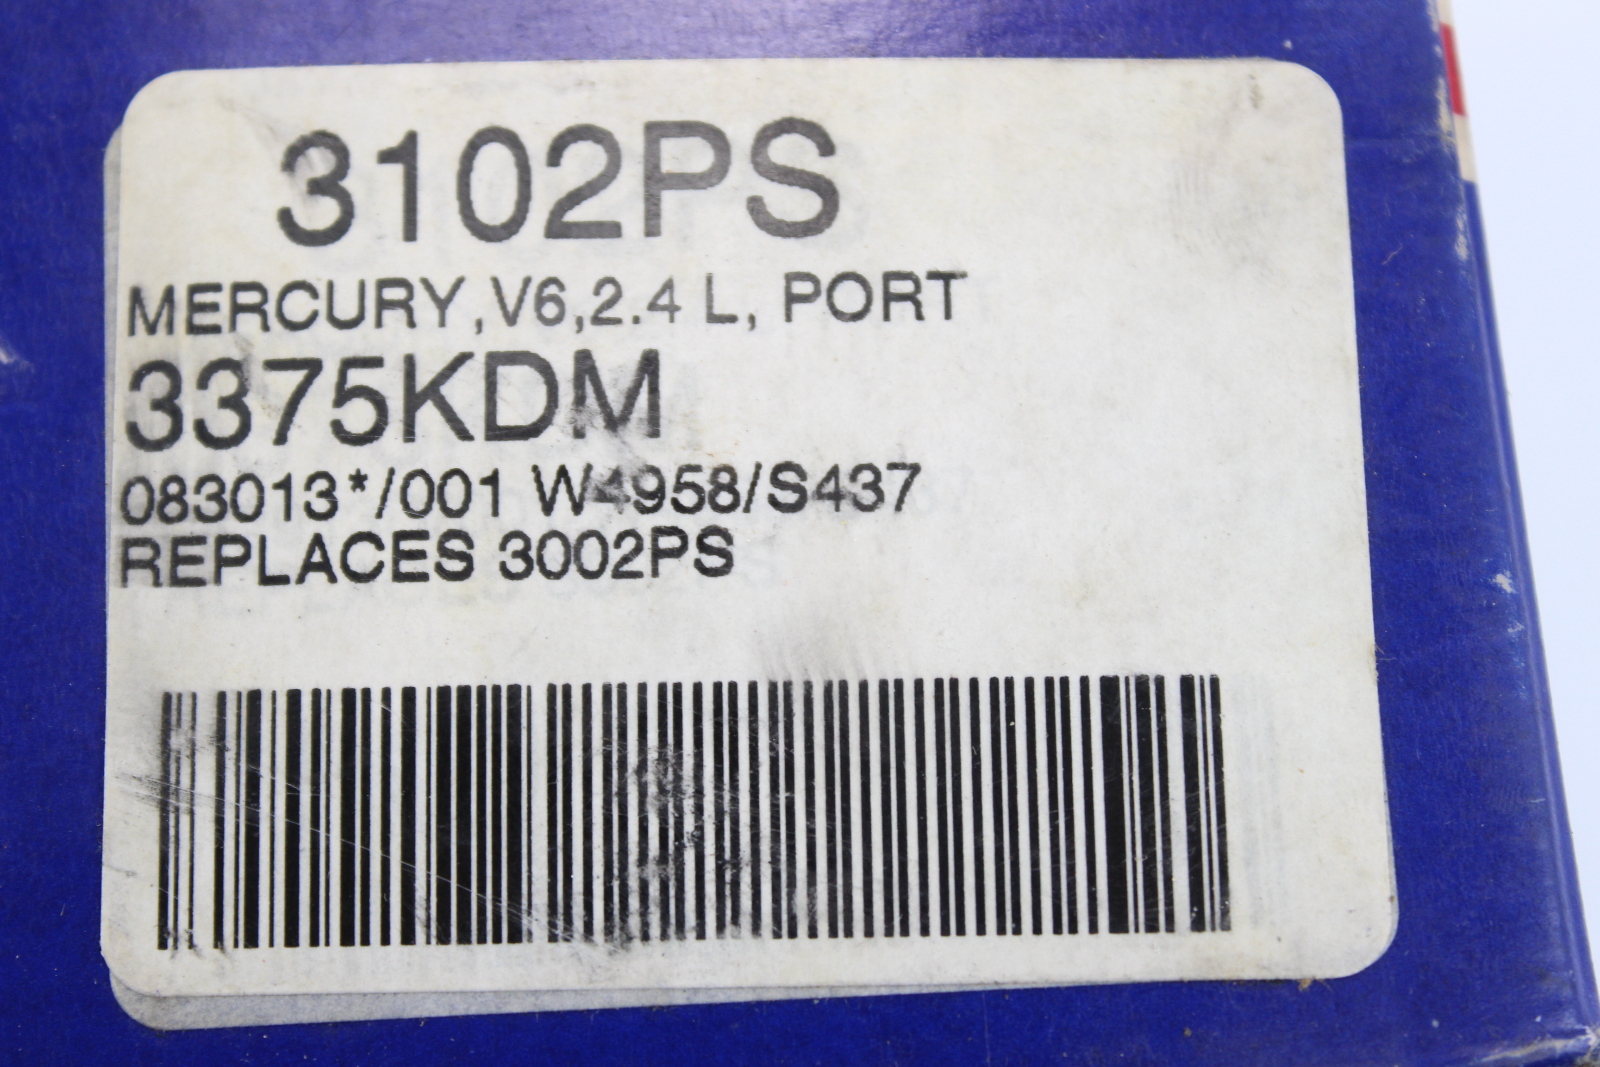 3102PS
MERCURY,V6,2.4 L, PORT
3375KDM
083013*/001 W4958/S437
REPLACES 3002PS